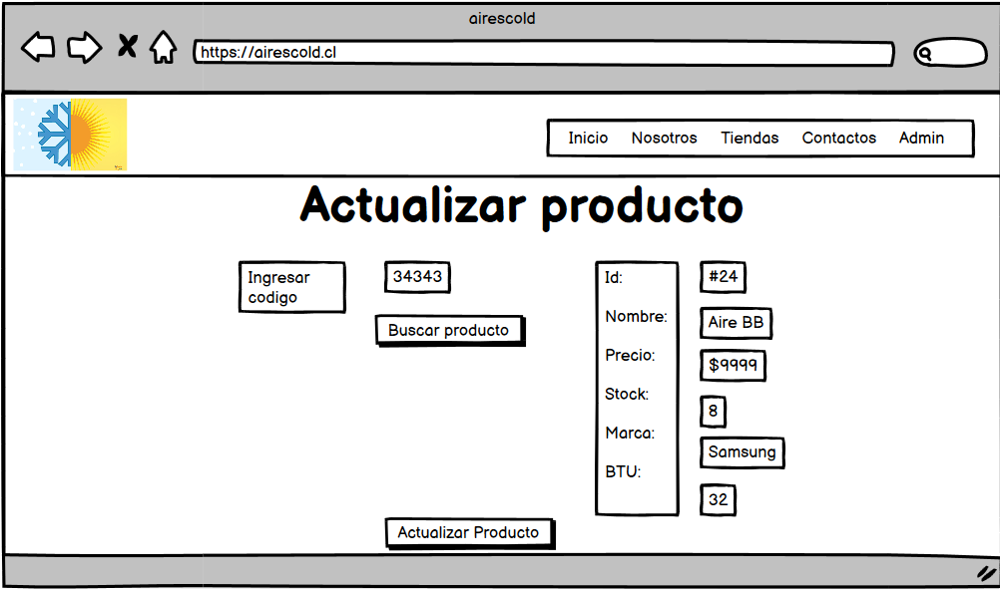 airescold
https://airescold.cl
Inicio Nosotros Tiendas Contactos Admin
Actualizar producto
Ingresar
codigo
34343
Buscar producto
Id:
#24
Nombre:
Aire BB
Precio:
$9999
Stock:
8
Marca:
Samsung
BTU:
32
Actualizar Producto